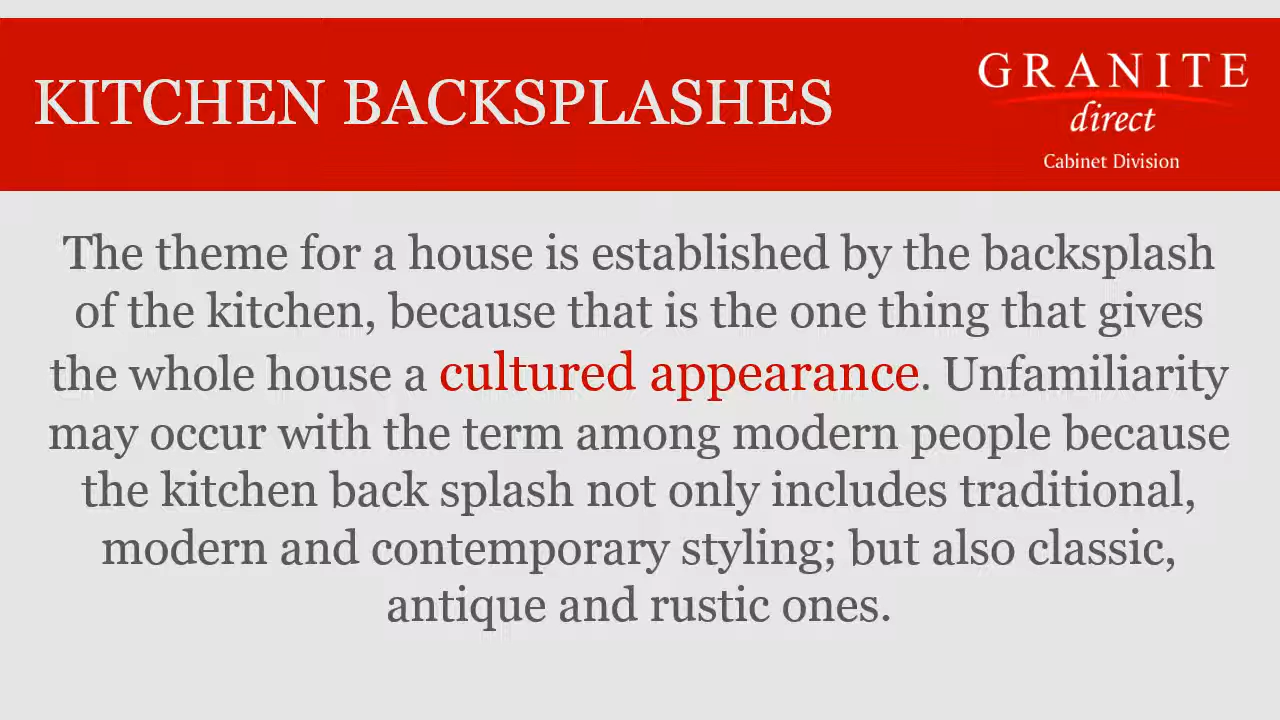 KITCHEN BACKSPLASHES
GRANITE
direct
Cabinet Division
The theme for a house is established by the backsplash
of the kitchen, because that is the one thing that gives
the whole house a cultured appearance. Unfamiliarity
may occur with the term among modern people because
the kitchen back splash not only includes traditional,
modern and contemporary styling; but also classic,
antique and rustic ones.